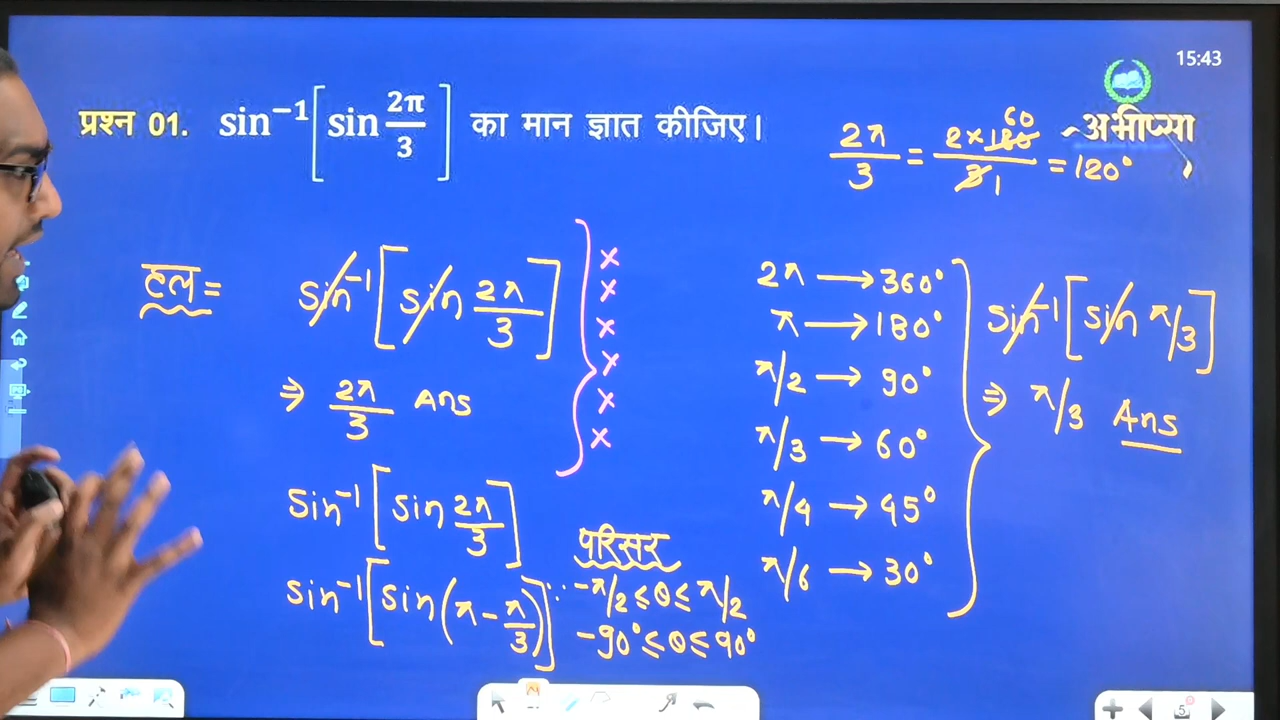 15:43
प्रश्न 01. sin⁻¹[sin 2π/3] का मान ज्ञात कीजिए।
अभीप्सा
2π/3 = 2×180/3 = 120°
60
1
हल =
sin⁻¹[sin 2π/3]
× × × × × ×
⇒ 2π/3 Ans
sin⁻¹[sin 2π/3]
sin⁻¹[sin(π-π/3)]
परिसर
∵ -π/2 ≤ θ ≤ π/2
-90° ≤ θ ≤ 90°
2π → 360°
π → 180°
π/2 → 90°
π/3 → 60°
π/4 → 45°
π/6 → 30°
sin⁻¹[sin π/3]
⇒ π/3 Ans
5